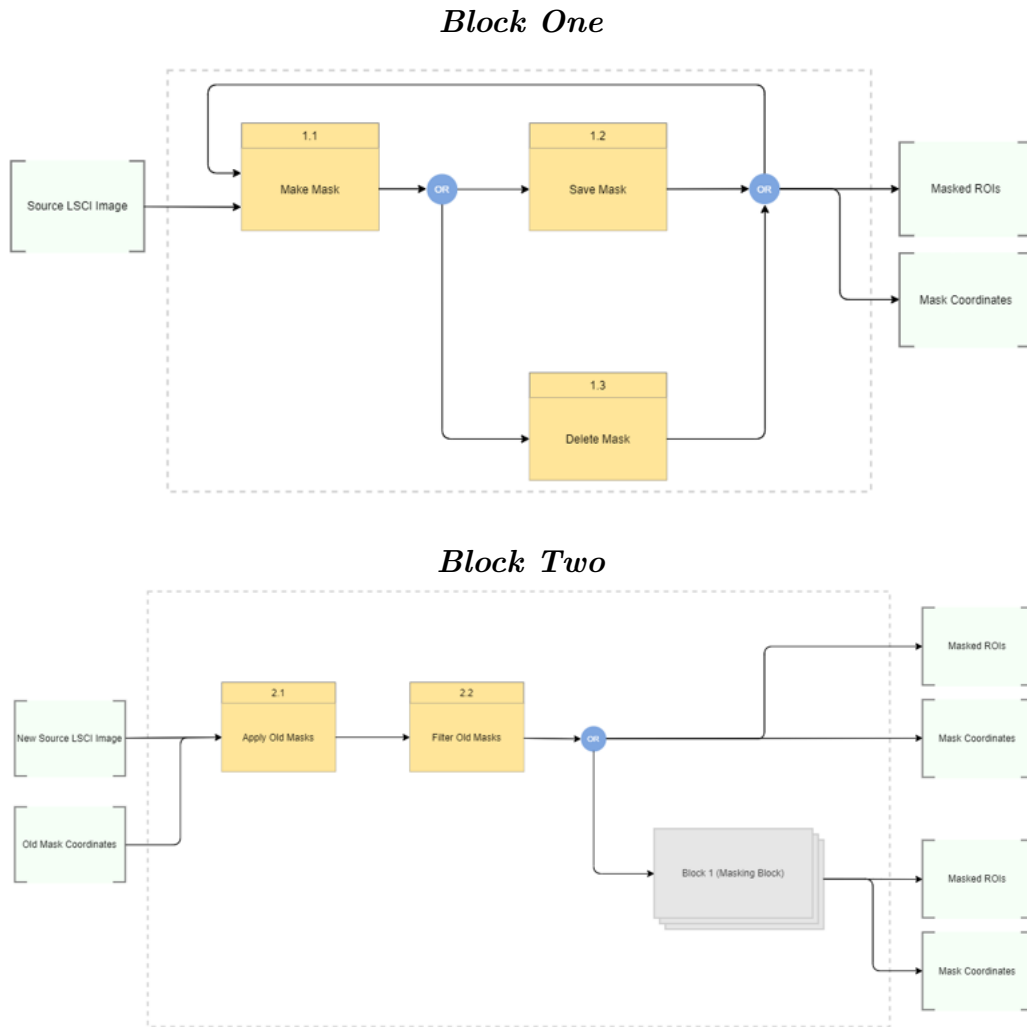 Block One
1.1
Make Mask
OR
1.2
Save Mask
OR
Source LSCI Image
Masked ROIs
Mask Coordinates
1.3
Delete Mask
Block Two
2.1
Apply Old Masks
2.2
Filter Old Masks
OR
New Source LSCI Image
Old Mask Coordinates
Masked ROIs
Mask Coordinates
Block 1 (Masking Block)
Masked ROIs
Mask Coordinates